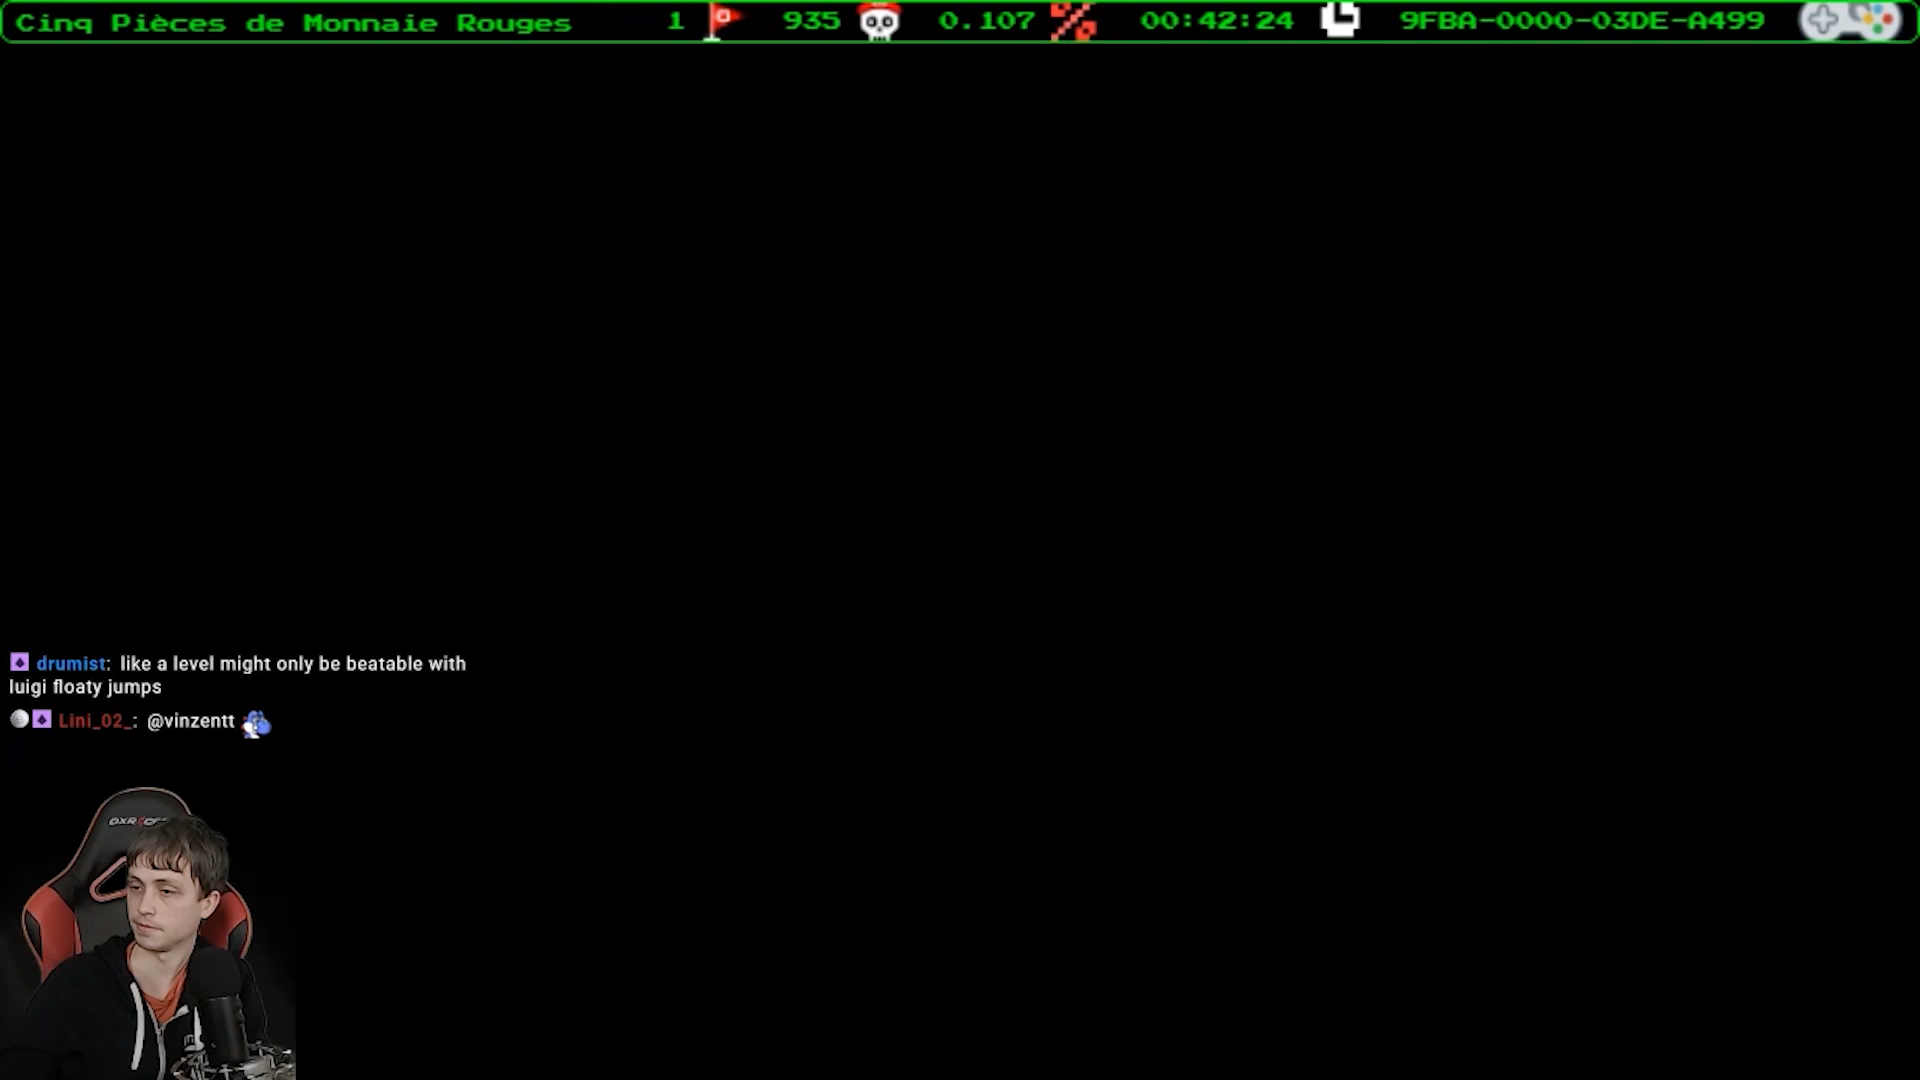 Cinq Pièces de Monnaie Rouges 1 935 0.107 % 00:42:24 9FBA-0000-03DE-A499
drumist: like a level might only be beatable with
luigi floaty jumps
Lini_02_: @vinzentt